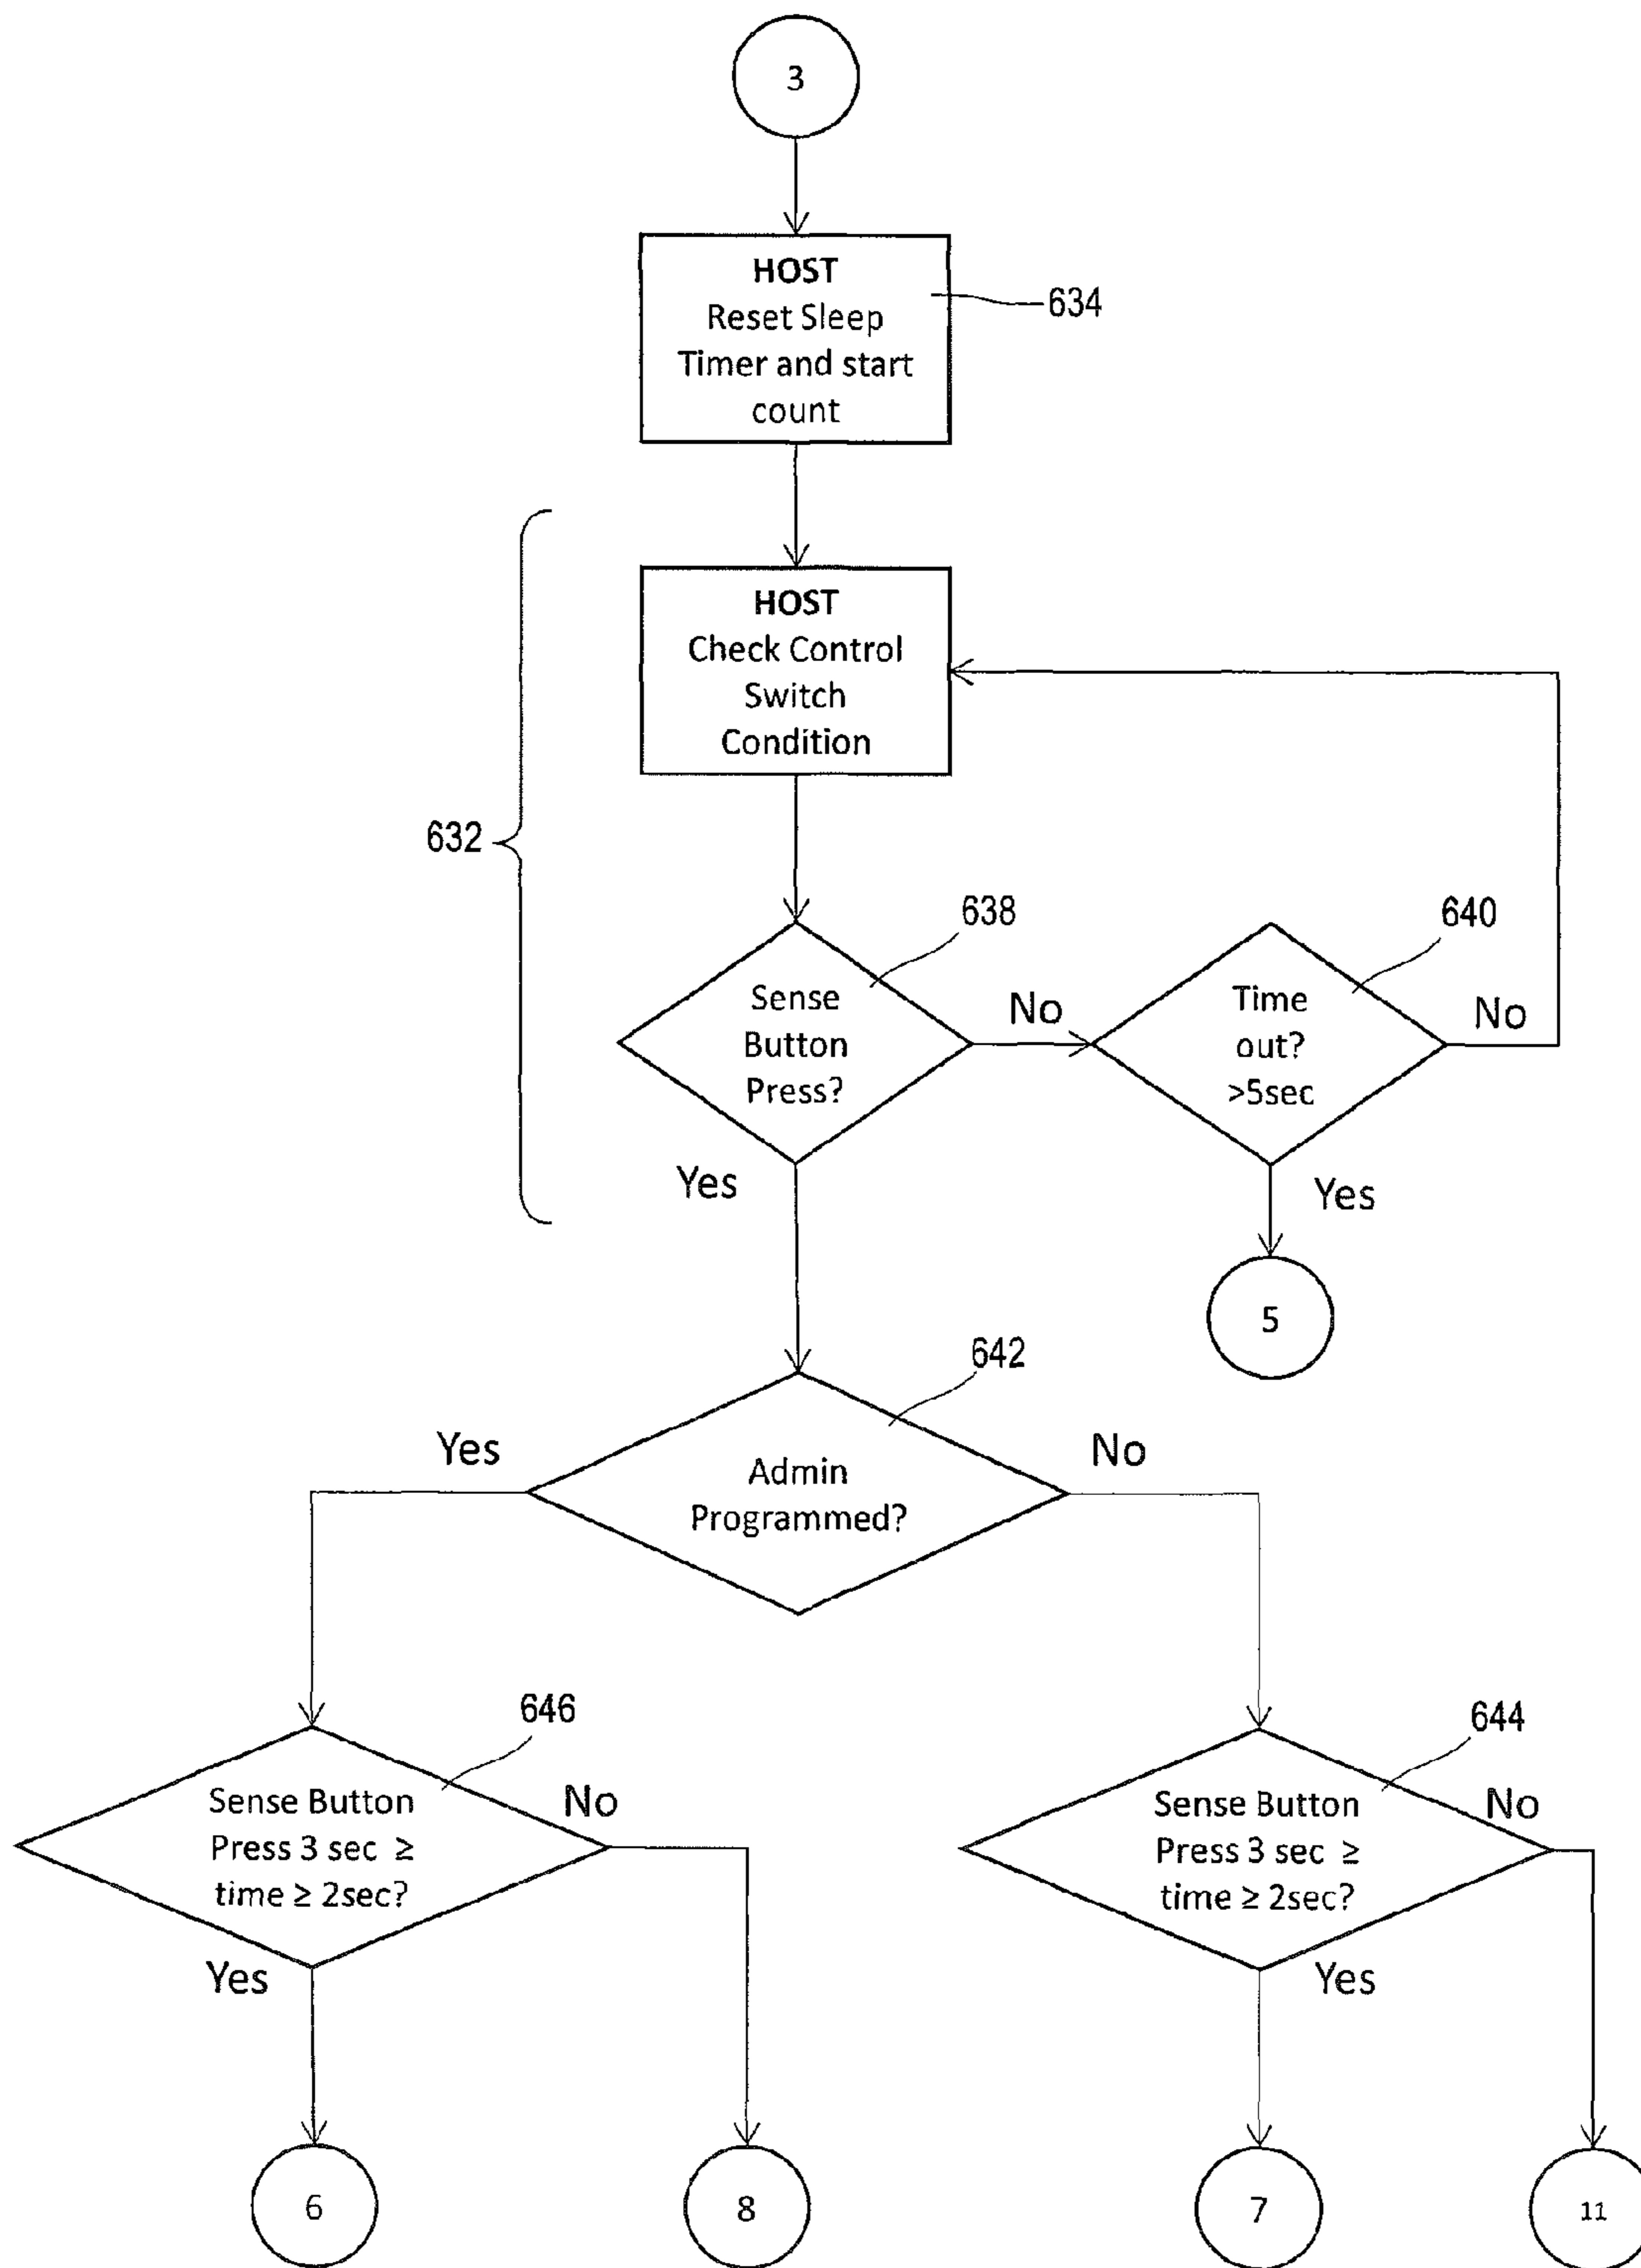 3
HOST
Reset Sleep
Timer and start
count
634
HOST
Check Control
Switch
Condition
632
638
640
Sense
Button
Press?
No
Time
out?
>5sec
No
Yes
Yes
5
642
Yes
No
Admin
Programmed?
646
644
Sense Button
Press 3 sec ≥
time ≥ 2sec?
No
Sense Button
Press 3 sec ≥
time ≥ 2sec?
No
Yes
Yes
6
8
7
11